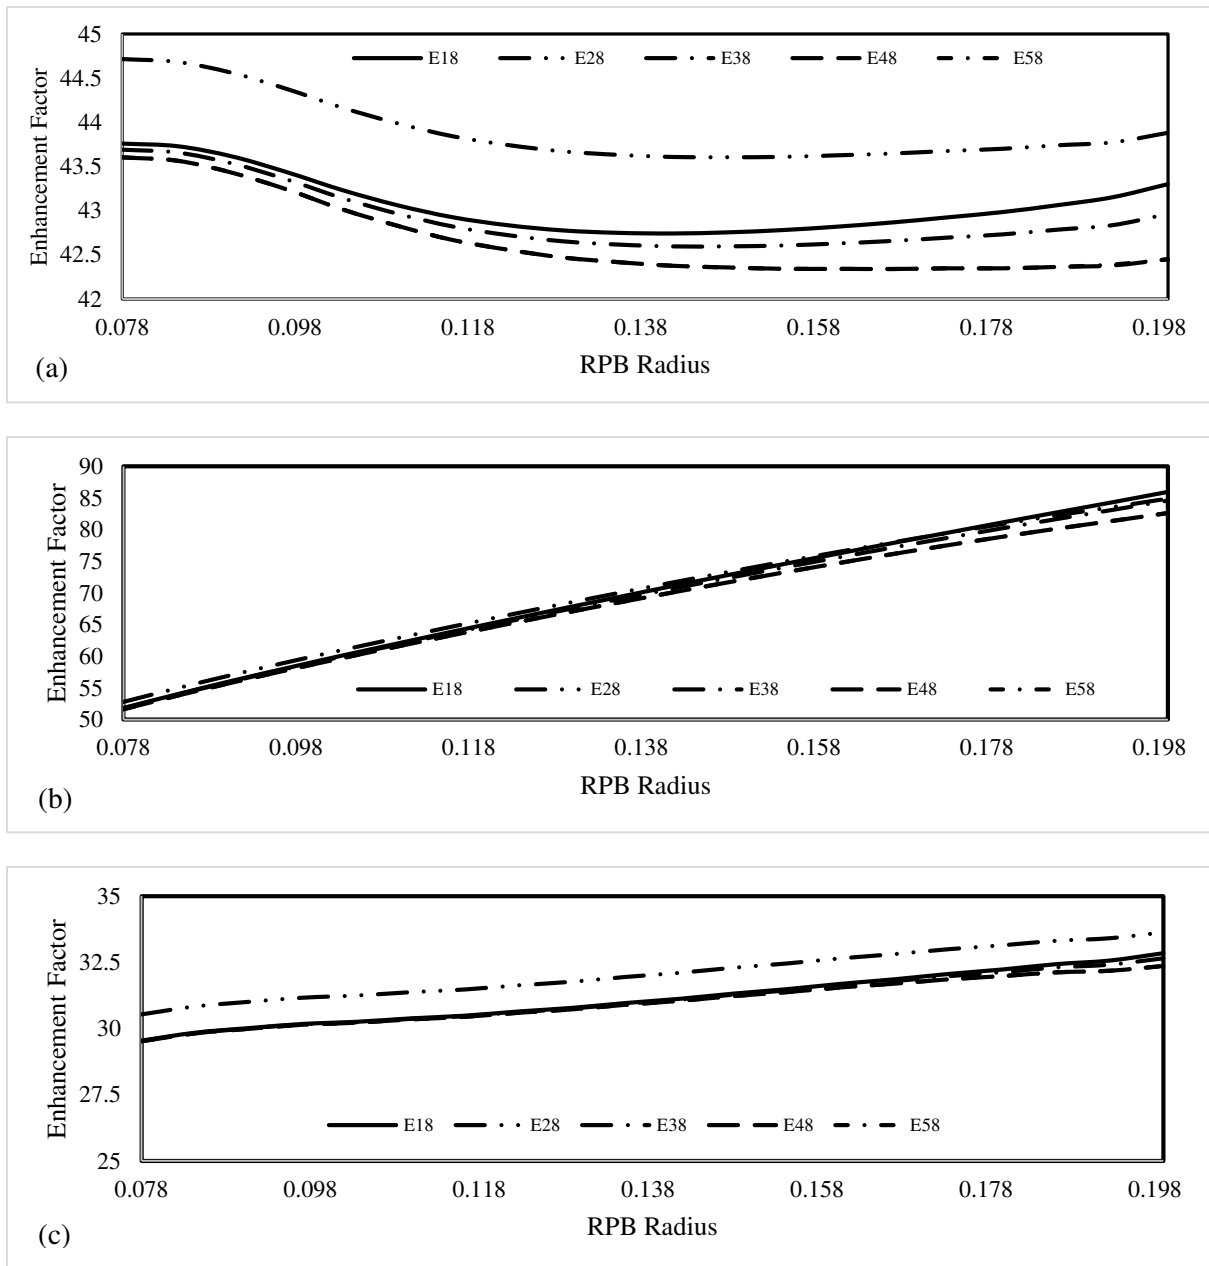 45
44.5
44
43.5
43
42.5
42
Enhancement Factor
E18 E28 E38 E48 E58
0.078 0.098 0.118 0.138 0.158 0.178 0.198
RPB Radius
(a)
90
85
80
75
70
65
60
55
50
Enhancement Factor
E18 E28 E38 E48 E58
0.078 0.098 0.118 0.138 0.158 0.178 0.198
RPB Radius
(b)
35
32.5
30
27.5
25
Enhancement Factor
E18 E28 E38 E48 E58
0.078 0.098 0.118 0.138 0.158 0.178 0.198
RPB Radius
(c)